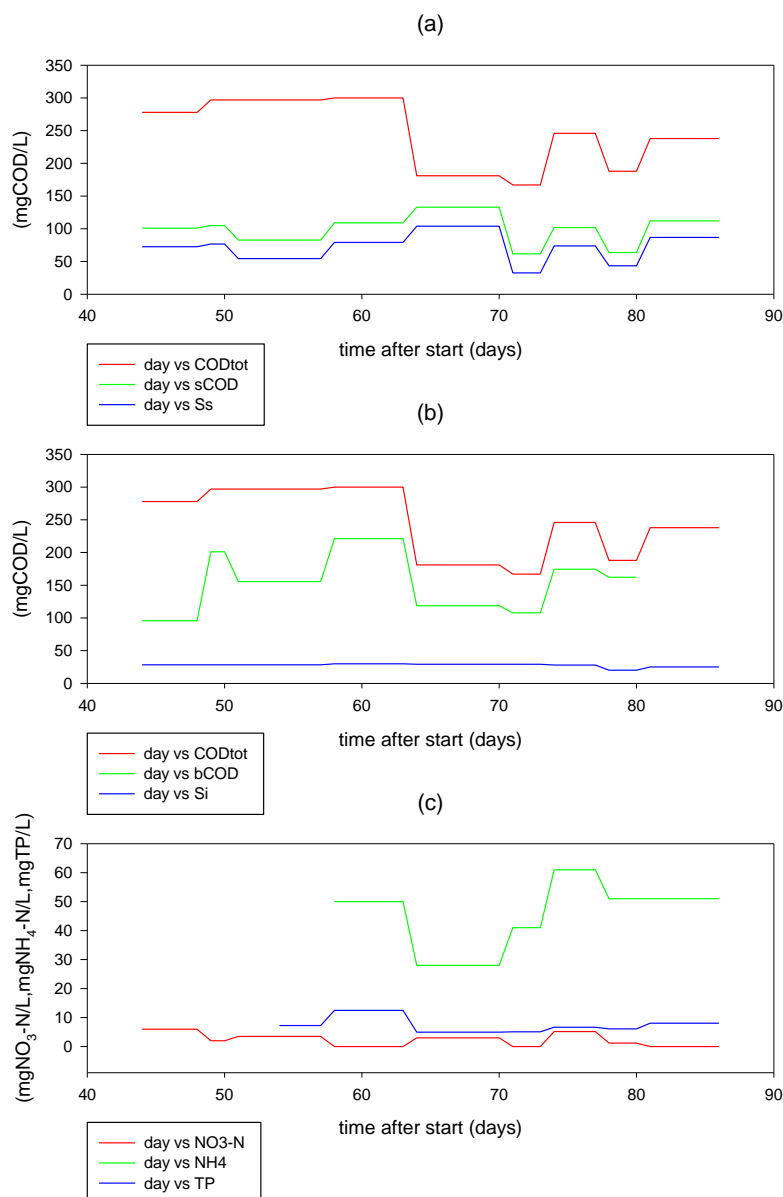 (a)
(mgCOD/L)
350
300
250
200
150
100
50
0
40 50 60 70 80 90
time after start (days)
day vs CODtot
day vs sCOD
day vs Ss
(b)
(mgCOD/L)
350
300
250
200
150
100
50
0
40 50 60 70 80 90
time after start (days)
day vs CODtot
day vs bCOD
day vs Si
(c)
(mgNO₃-N/L,mgNH₄-N/L,mgTP/L)
70
60
50
40
30
20
10
0
40 50 60 70 80 90
time after start (days)
day vs NO3-N
day vs NH4
day vs TP